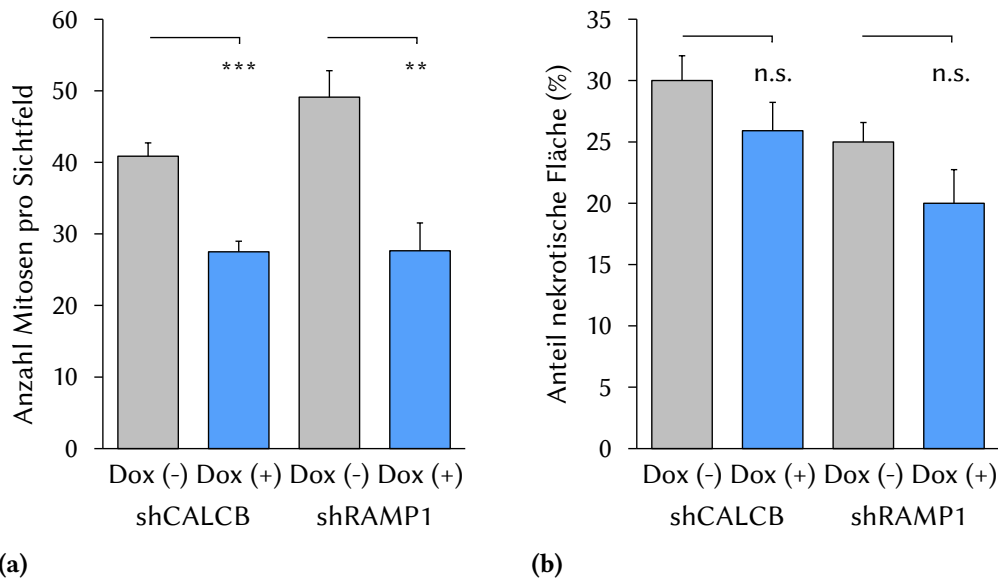 Anzahl Mitosen pro Sichtfeld
60
50
40
30
20
10
0
***
**
Dox (-) Dox (+) Dox (-) Dox (+)
shCALCB shRAMP1
(a)
Anteil nekrotische Fläche (%)
35
30
25
20
15
10
5
0
n.s.
n.s.
Dox (-) Dox (+) Dox (-) Dox (+)
shCALCB shRAMP1
(b)